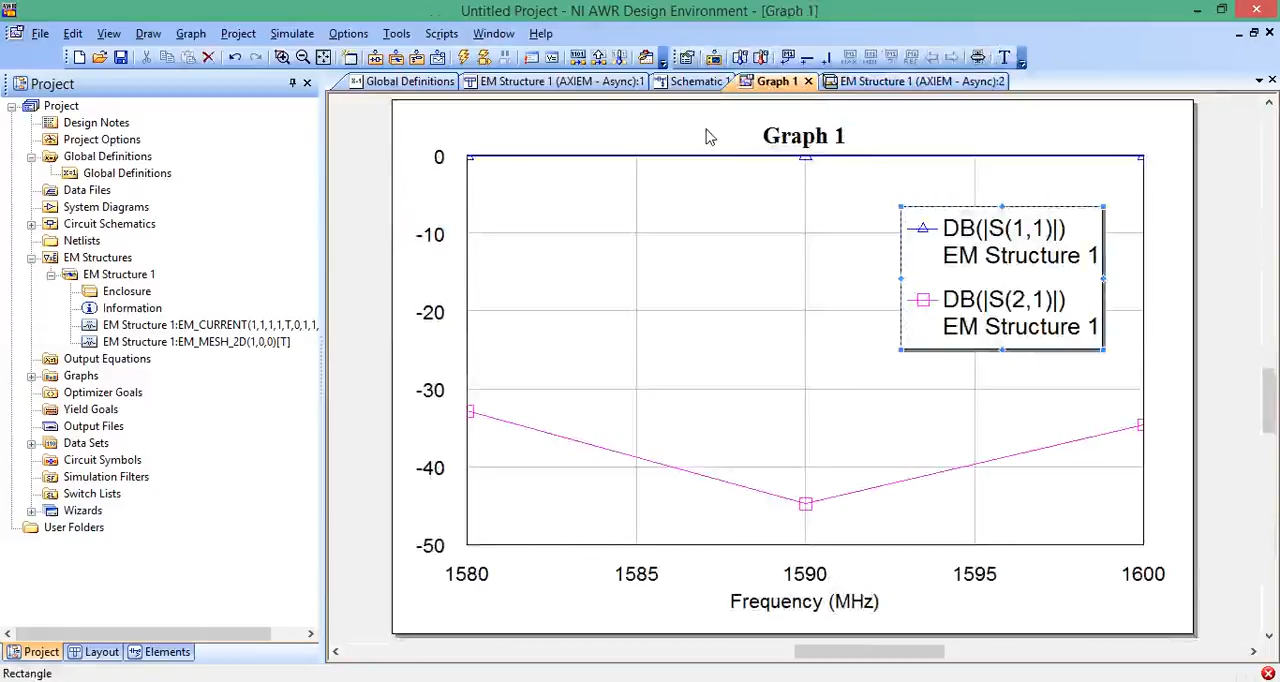 Untitled Project - NI AWR Design Environment - [Graph 1]
File Edit View Draw Graph Project Simulate Options Tools Scripts Window Help
Project
Global Definitions
EM Structure 1 (AXIEM - Async):1
Schematic
Graph 1
EM Structure 1 (AXIEM - Async):2
Project
Design Notes
Project Options
Global Definitions
Global Definitions
Data Files
System Diagrams
Circuit Schematics
Netlists
EM Structures
EM Structure 1
Enclosure
Information
EM Structure 1:EM_CURRENT(1,1,1,1,T,0,1,1,
EM Structure 1:EM_MESH_2D(1,0,0)[T]
Output Equations
Graphs
Optimizer Goals
Yield Goals
Output Files
Data Sets
Circuit Symbols
Simulation Filters
Switch Lists
Wizards
User Folders
Project Layout Elements
Rectangle
Graph 1
0
-10
-20
-30
-40
-50
DB(|S(1,1)|)
EM Structure 1
DB(|S(2,1)|)
EM Structure 1
1580 1585 1590 1595 1600
Frequency (MHz)